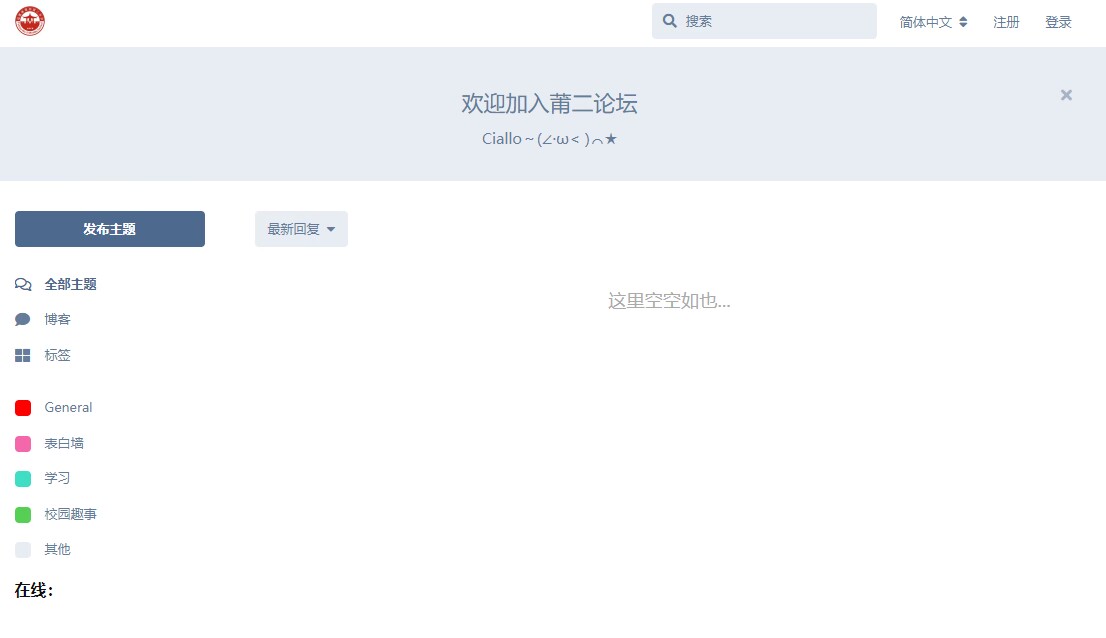 搜索
简体中文
注册
登录
欢迎加入莆二论坛
Ciallo～(∠·ω< )⌒★
发布主题
最新回复
全部主题
这里空空如也...
博客
标签
General
表白墙
学习
校园趣事
其他
在线：